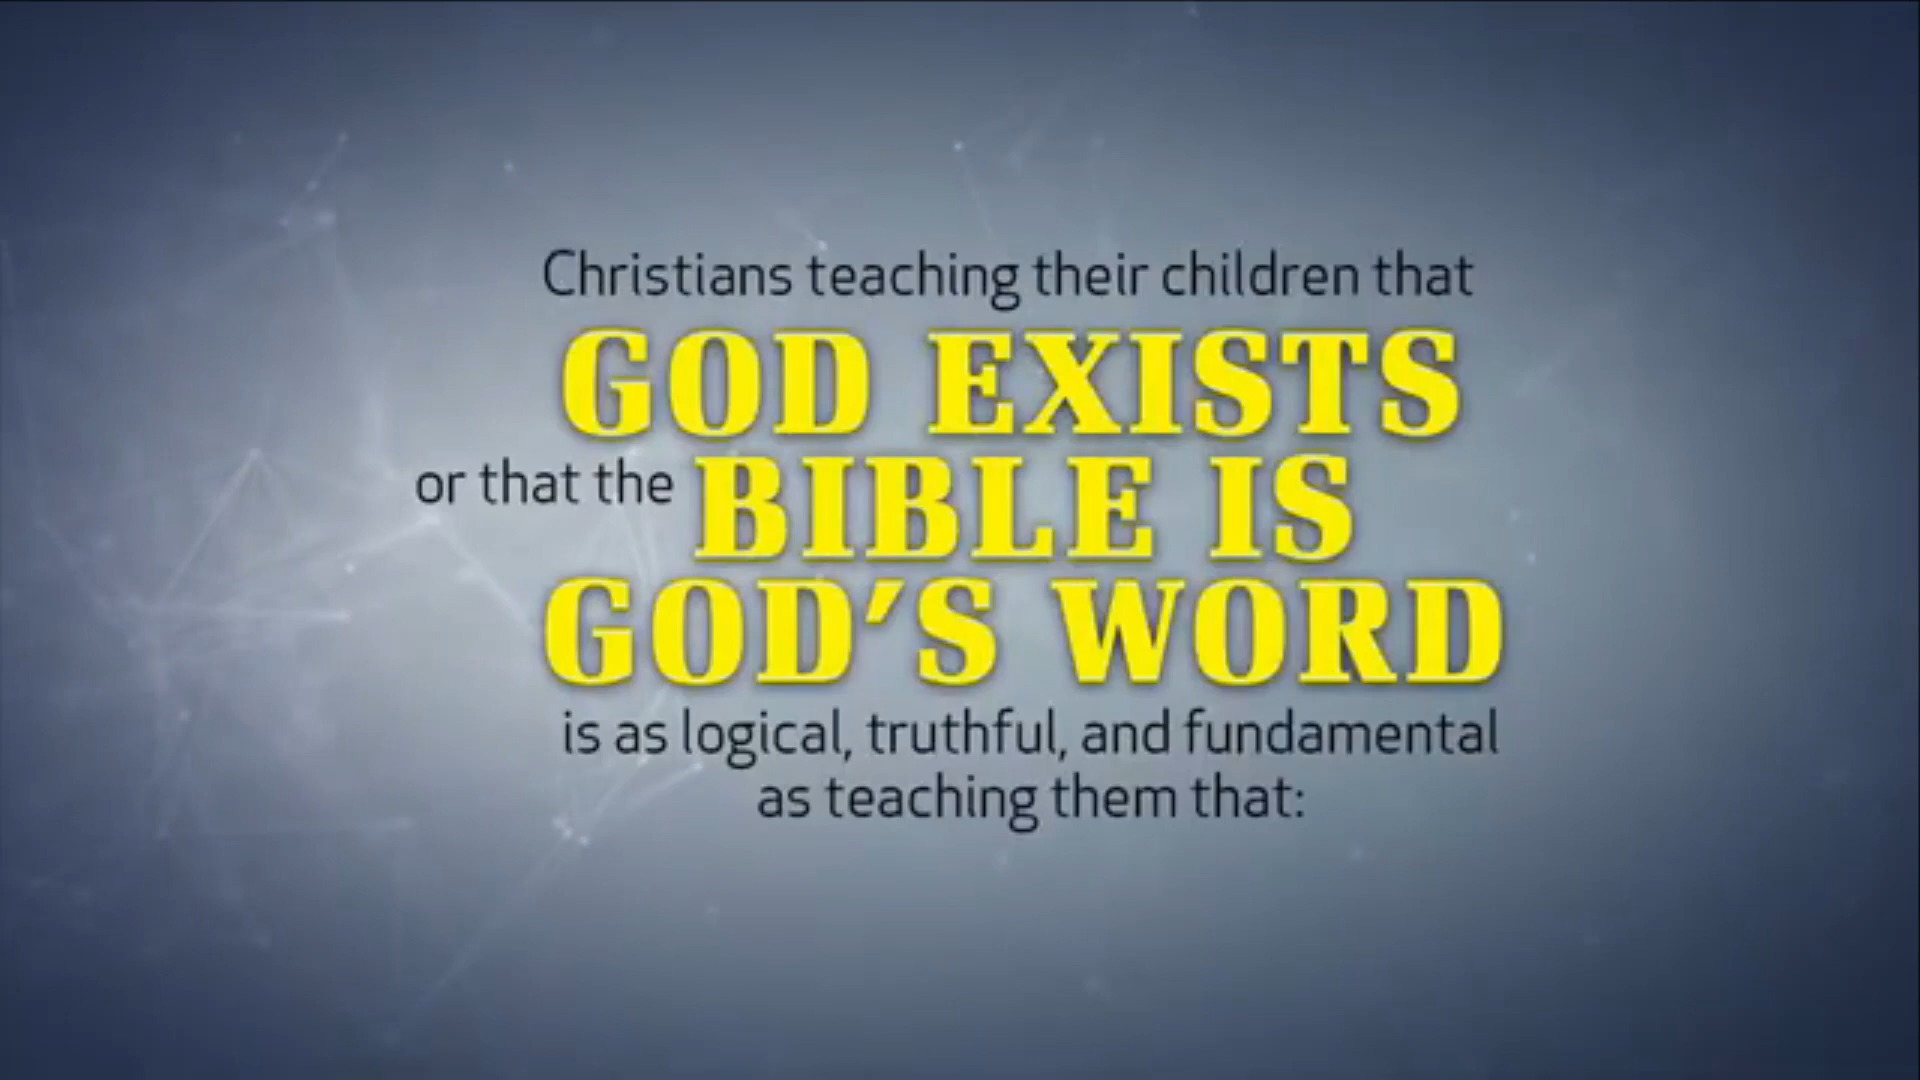 Christians teaching their children that
GOD EXISTS
or that the BIBLE IS
GOD'S WORD
is as logical, truthful, and fundamental
as teaching them that: